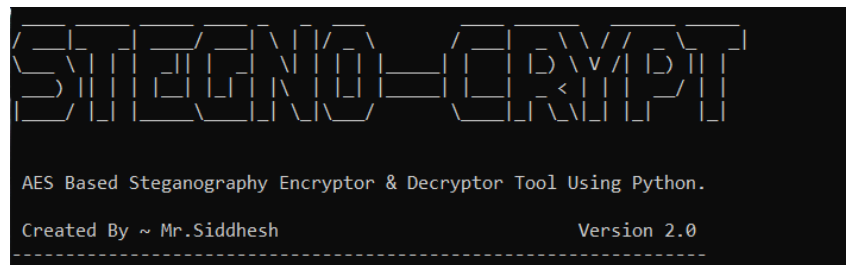 STEGNO-CRYPT
AES Based Steganography Encryptor & Decryptor Tool Using Python.
Created By ~ Mr.Siddhesh Version 2.0